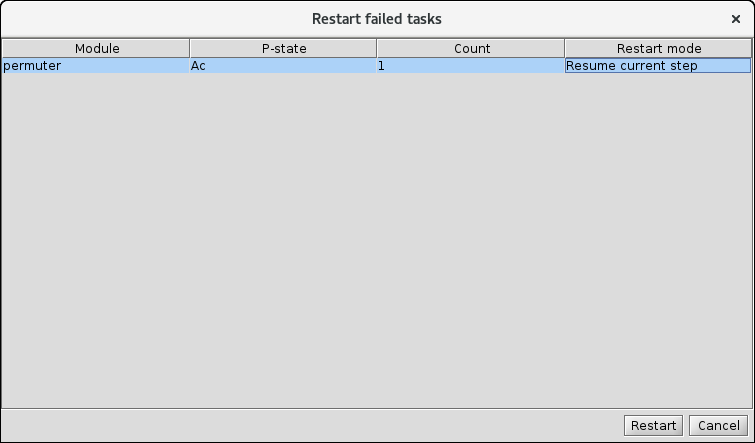 Restart failed tasks ×
Module P-state Count Restart mode
permuter Ac 1 Resume current step
Restart Cancel